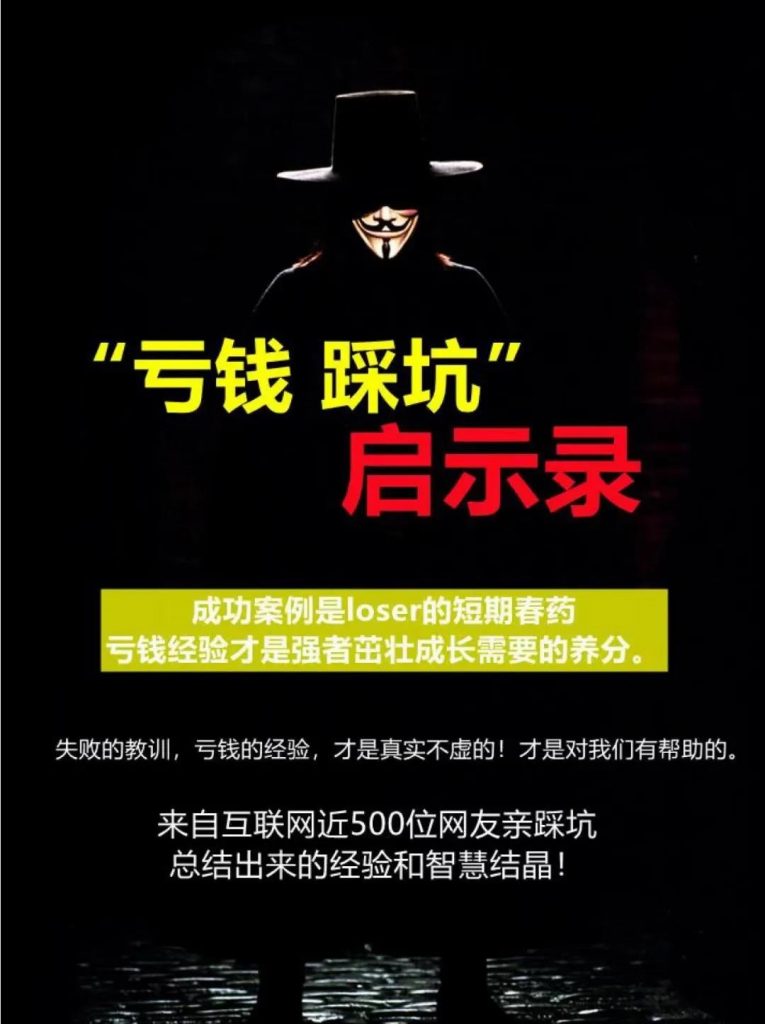 “亏钱 踩坑”
启示录
成功案例是loser的短期春药
亏钱经验才是强者茁壮成长需要的养分。
失败的教训，亏钱的经验，才是真实不虚的！才是对我们有帮助的。
来自互联网近500位网友亲踩坑
总结出来的经验和智慧结晶！